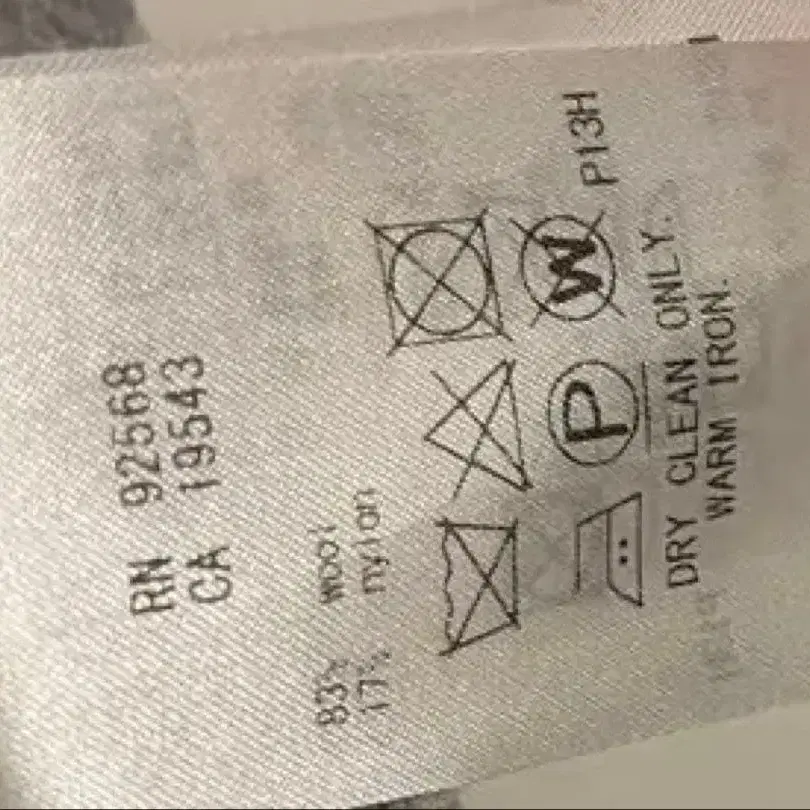 RN 92568
CA 19543
83% wool
17% nylon
P W P13H
DRY CLEAN ONLY.
WARM IRON.